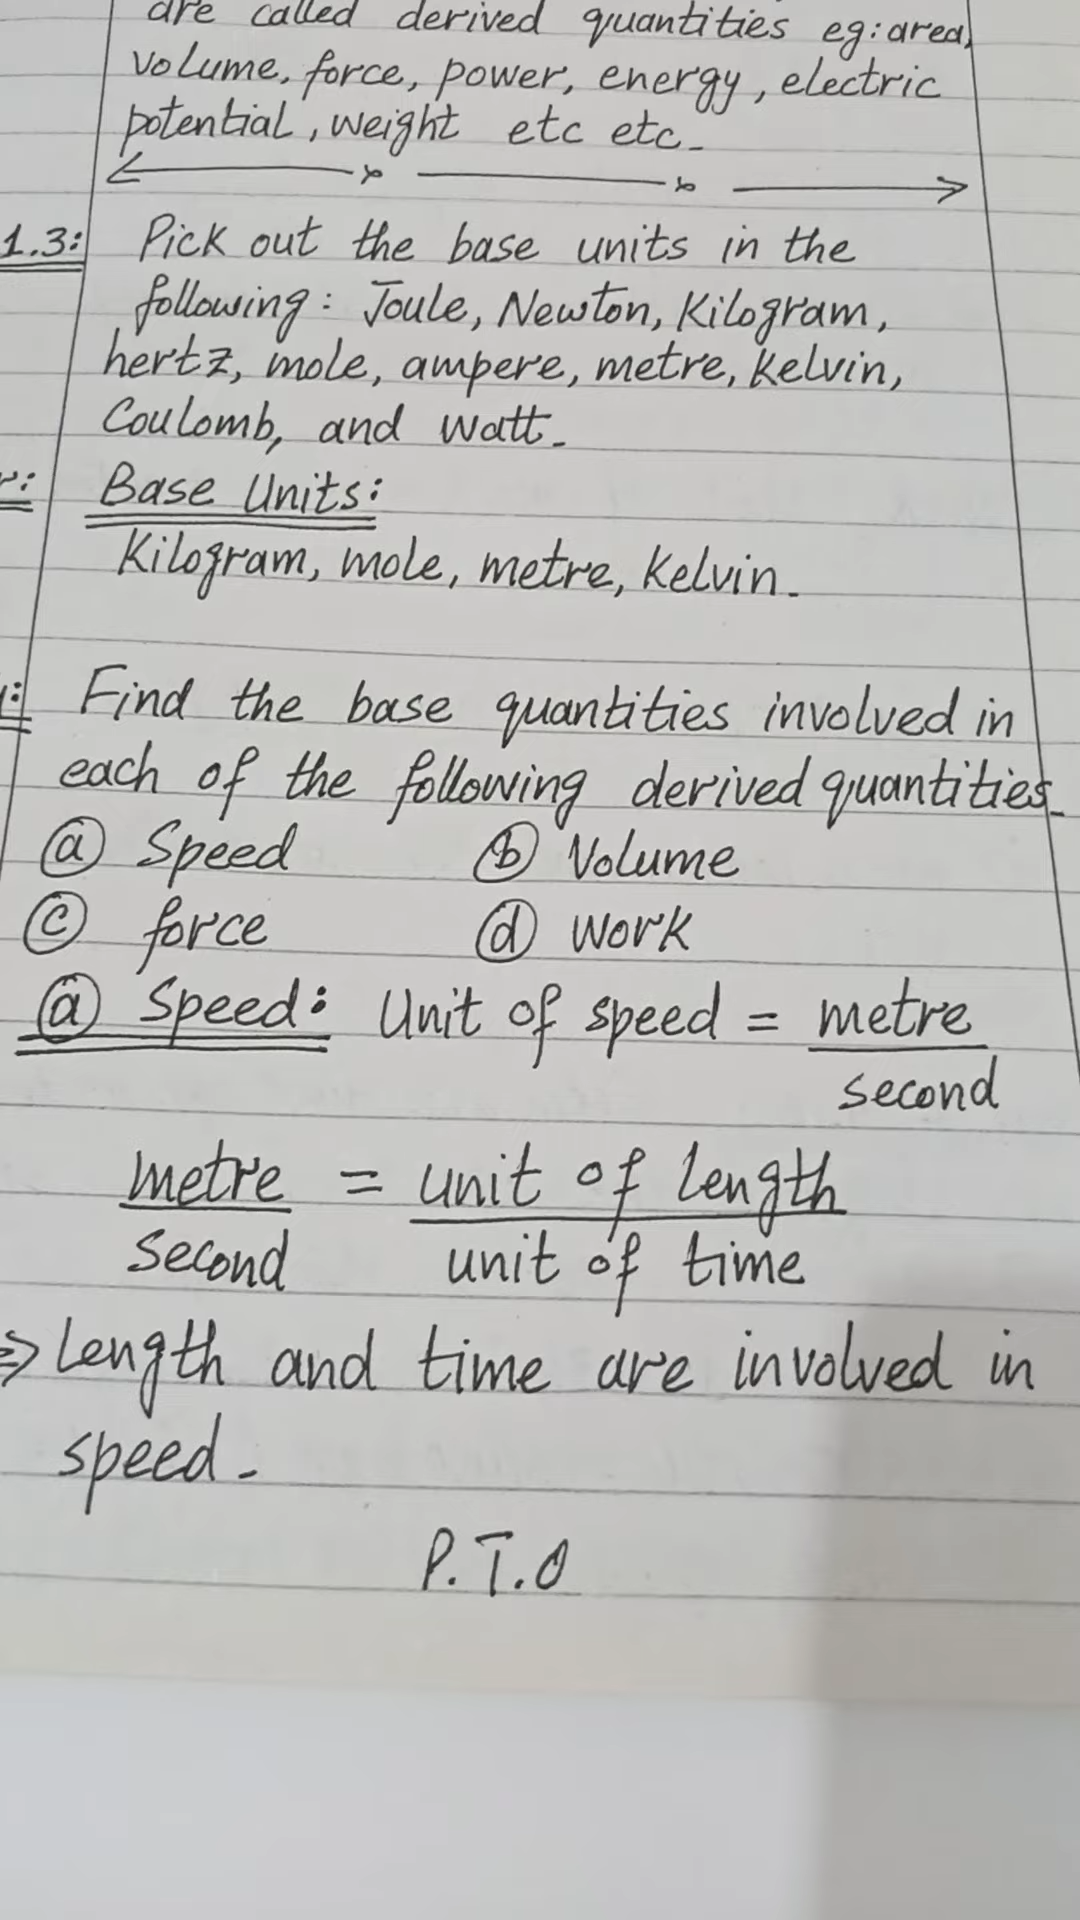 are called derived quantities eg: area,
volume, force, power, energy, electric
potential, weight etc etc.
1.3: Pick out the base units in the
following: Joule, Newton, Kilogram,
hertz, mole, ampere, metre, kelvin,
Coulomb, and watt.
Base Units:
Kilogram, mole, metre, kelvin.
Find the base quantities involved in
each of the following derived quantities.
(a) Speed (b) Volume
(c) force (d) work
(a) Speed: Unit of speed = metre
second
metre = unit of length
second unit of time
⇒ Length and time are involved in
speed.
P.T.O